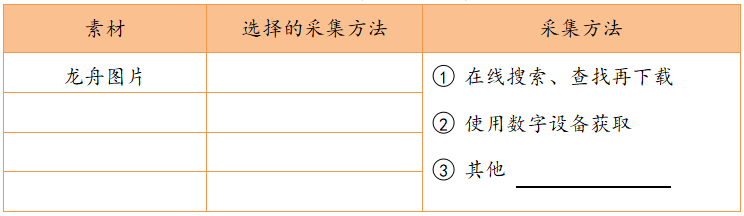 素材 选择的采集方法 采集方法
龙舟图片
① 在线搜索、查找再下载
② 使用数字设备获取
③ 其他